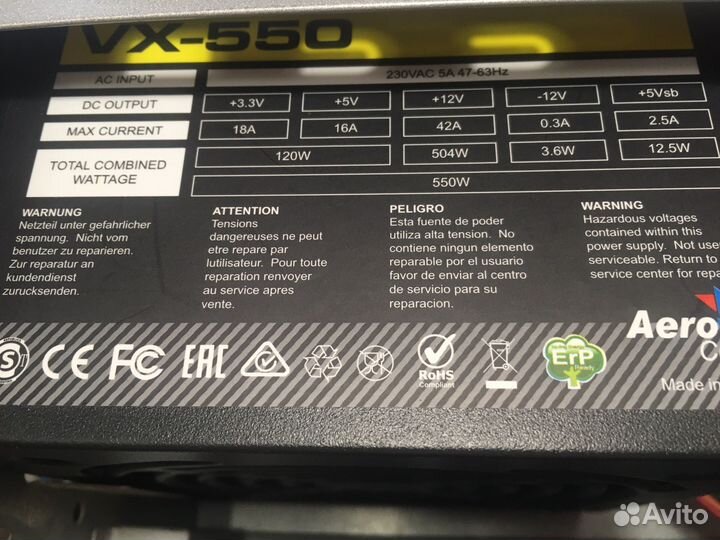 VX-550
AC INPUT 230VAC 5A 47-63Hz
DC OUTPUT +3.3V +5V +12V -12V +5Vsb
MAX CURRENT 18A 16A 42A 0.3A 2.5A
TOTAL COMBINED WATTAGE 120W 504W 3.6W 12.5W
550W
WARNUNG
Netzteil unter gefahrlicher
spannung. Nicht vom
benutzer zu reparieren.
Zur reparatur an
kundendienst
zurucksenden.
ATTENTION
Tensions
dangereuses ne peut
etre repare par
lutilisateur. Pour toute
reparation renvoyer
au service apres
vente.
PELIGRO
Esta fuente de poder
utiliza alta tension. No
contiene ningun elemento
reparable por el usuario
favor de enviar al centro
de servicio para su
reparacion.
WARNING
Hazardous voltages
contained within this
power supply. Not use
serviceable. Return to
service center for repa
S CE FC EAC
RoHS
Compliant
ErP
Ready
Aero
C
Made in
Avito